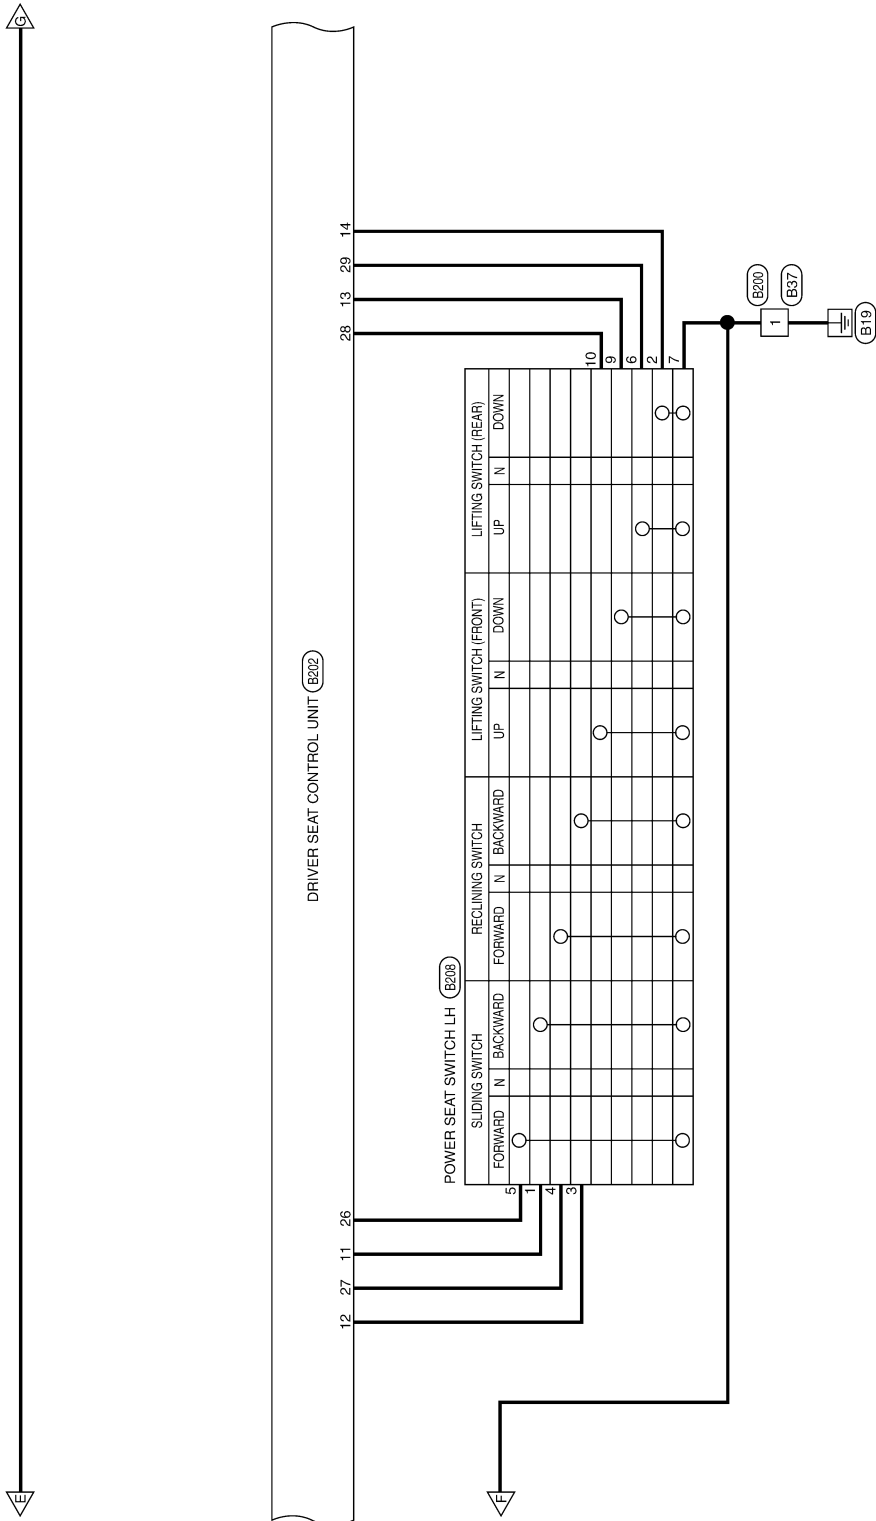 G
E
DRIVER SEAT CONTROL UNIT B202
26
11
27
12
28
13
29
14
POWER SEAT SWITCH LH B208
SLIDING SWITCH
RECLINING SWITCH
LIFTING SWITCH (FRONT)
LIFTING SWITCH (REAR)
FORWARD N BACKWARD
FORWARD N BACKWARD
UP N DOWN
UP N DOWN
5
1
4
3
10
9
6
2
7
F
B200
1
B37
B19